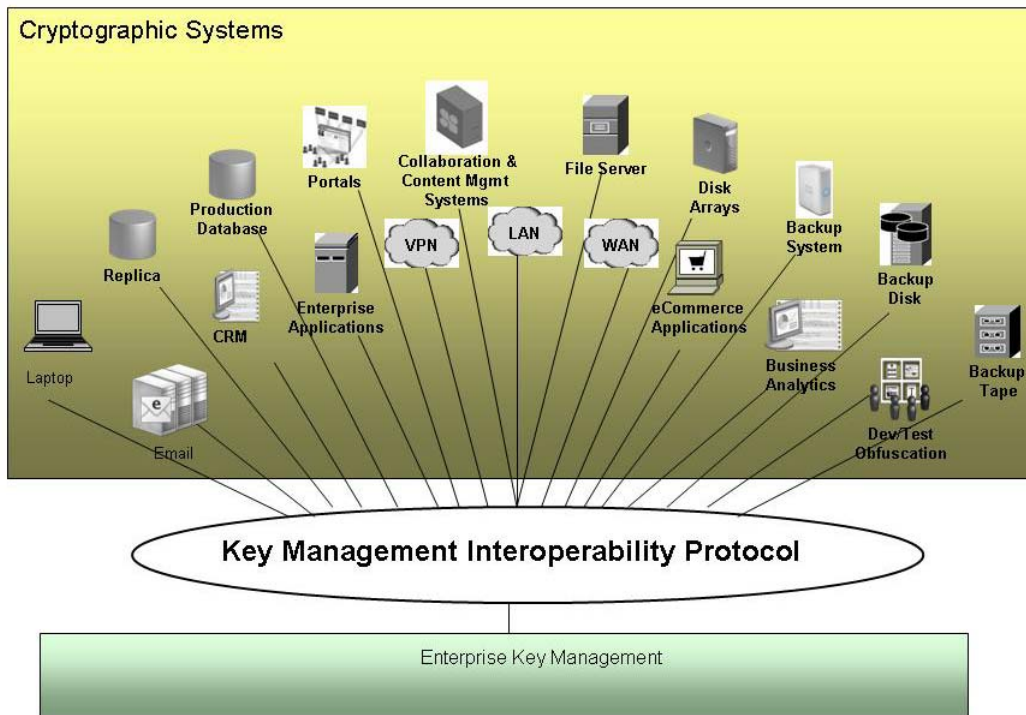 Cryptographic Systems
Portals
Collaboration &
Content Mgmt
Systems
File Server
Disk
Arrays
Production
Database
Backup
System
VPN
LAN
WAN
Replica
CRM
Enterprise
Applications
eCommerce
Applications
Backup
Disk
Laptop
e
Email
Business
Analytics
Backup
Tape
Dev/Test
Obfuscation
Key Management Interoperability Protocol
Enterprise Key Management